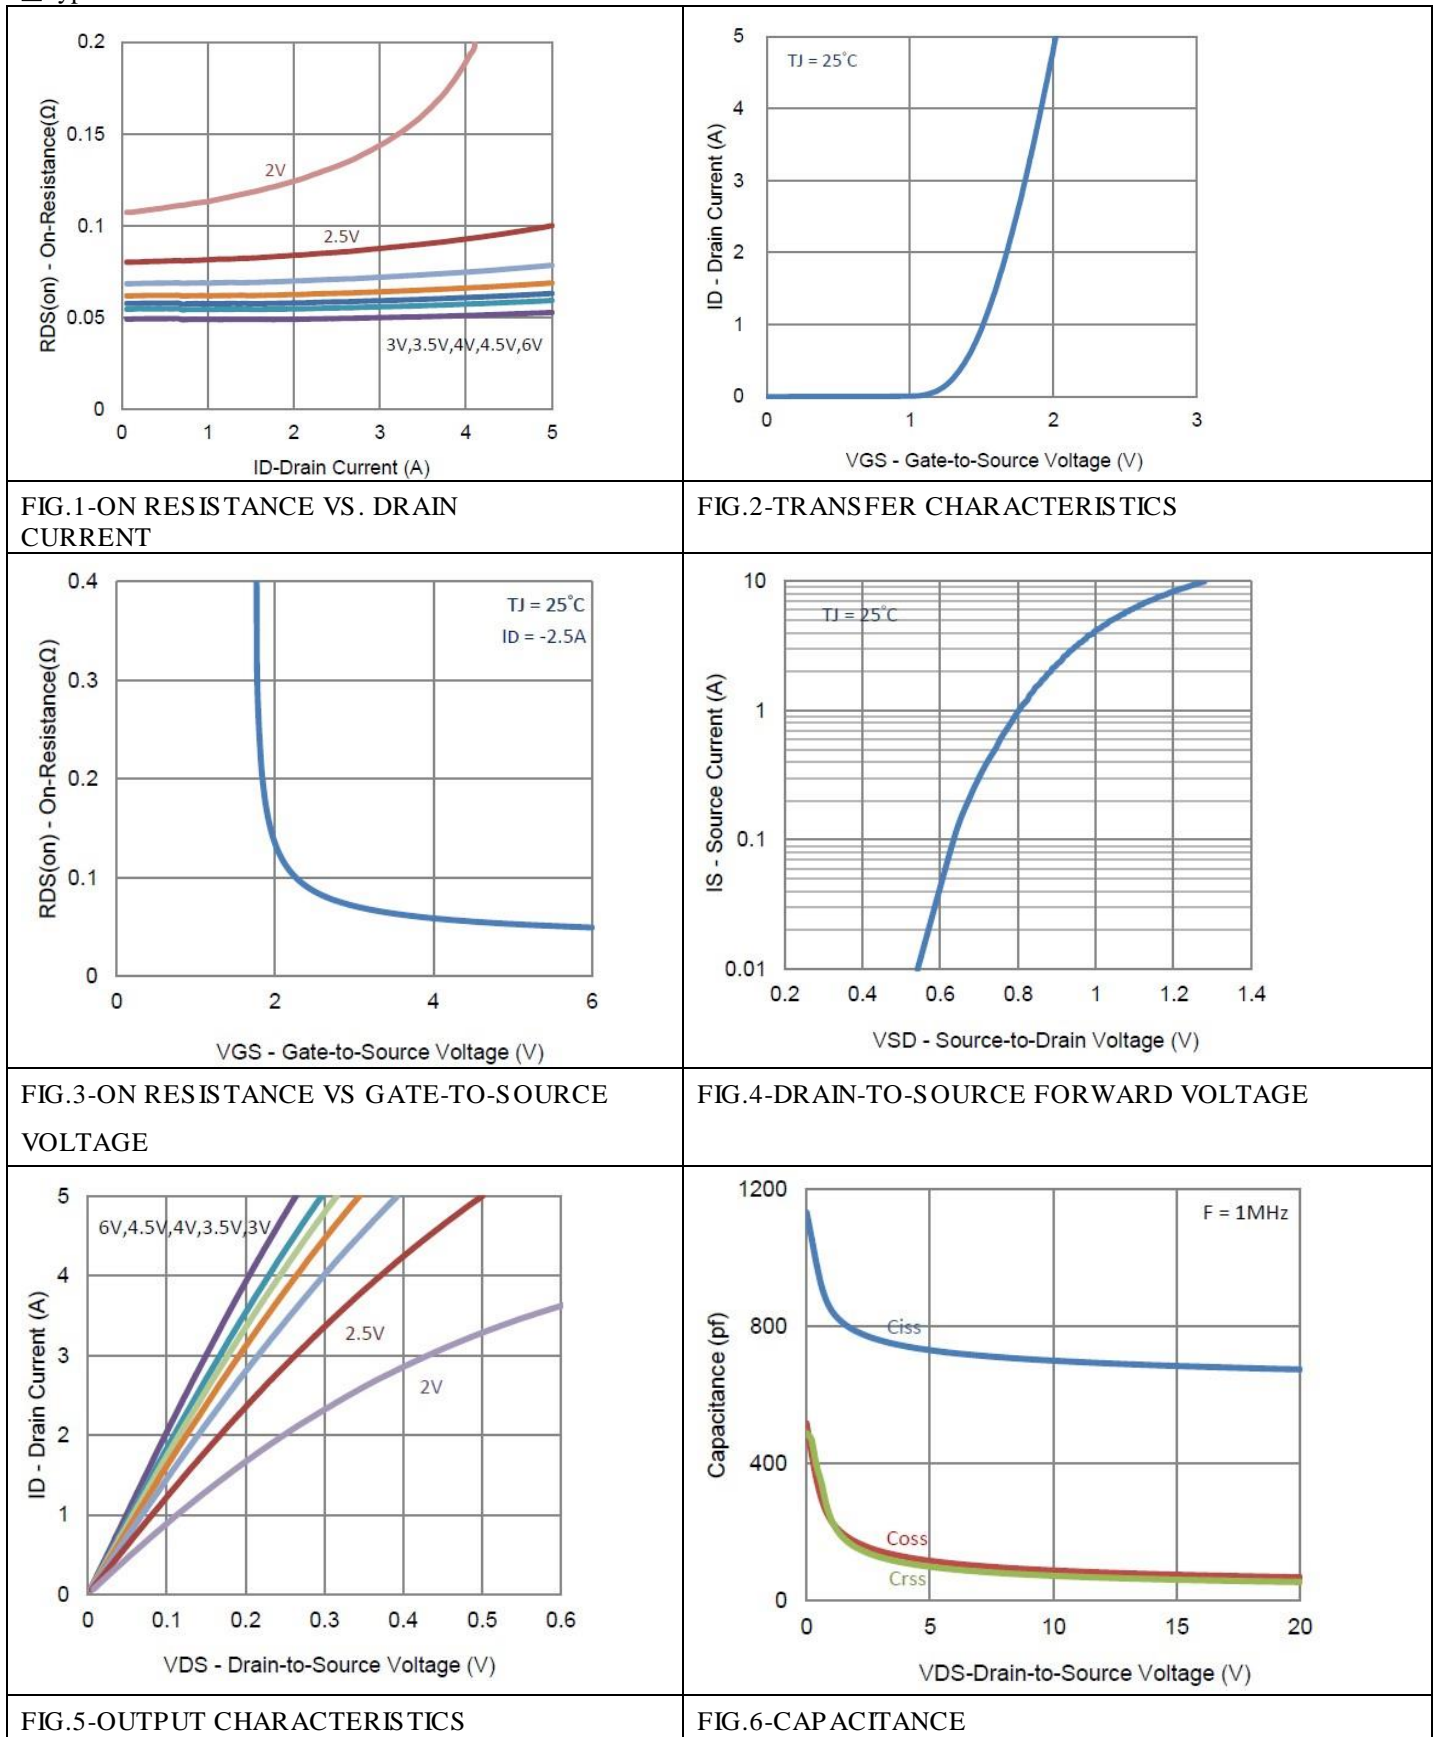 0.2
0.15
0.1
0.05
0
RDS(on) - On-Resistance(Ω)
2V
2.5V
3V,3.5V,4V,4.5V,6V
0 1 2 3 4 5
ID-Drain Current (A)
FIG.1-ON RESISTANCE VS. DRAIN
CURRENT
5
4
3
2
1
0
ID - Drain Current (A)
TJ = 25°C
0 1 2 3
VGS - Gate-to-Source Voltage (V)
FIG.2-TRANSFER CHARACTERISTICS
0.4
0.3
0.2
0.1
0
RDS(on) - On-Resistance(Ω)
TJ = 25°C
ID = -2.5A
0 2 4 6
VGS - Gate-to-Source Voltage (V)
FIG.3-ON RESISTANCE VS GATE-TO-SOURCE
VOLTAGE
10
1
0.1
0.01
IS - Source Current (A)
TJ = 25°C
0.2 0.4 0.6 0.8 1 1.2 1.4
VSD - Source-to-Drain Voltage (V)
FIG.4-DRAIN-TO-SOURCE FORWARD VOLTAGE
5
4
3
2
1
0
ID - Drain Current (A)
6V,4.5V,4V,3.5V,3V
2.5V
2V
0 0.1 0.2 0.3 0.4 0.5 0.6
VDS - Drain-to-Source Voltage (V)
FIG.5-OUTPUT CHARACTERISTICS
1200
800
400
0
Capacitance (pf)
F = 1MHz
Ciss
Coss
Crss
0 5 10 15 20
VDS-Drain-to-Source Voltage (V)
FIG.6-CAPACITANCE